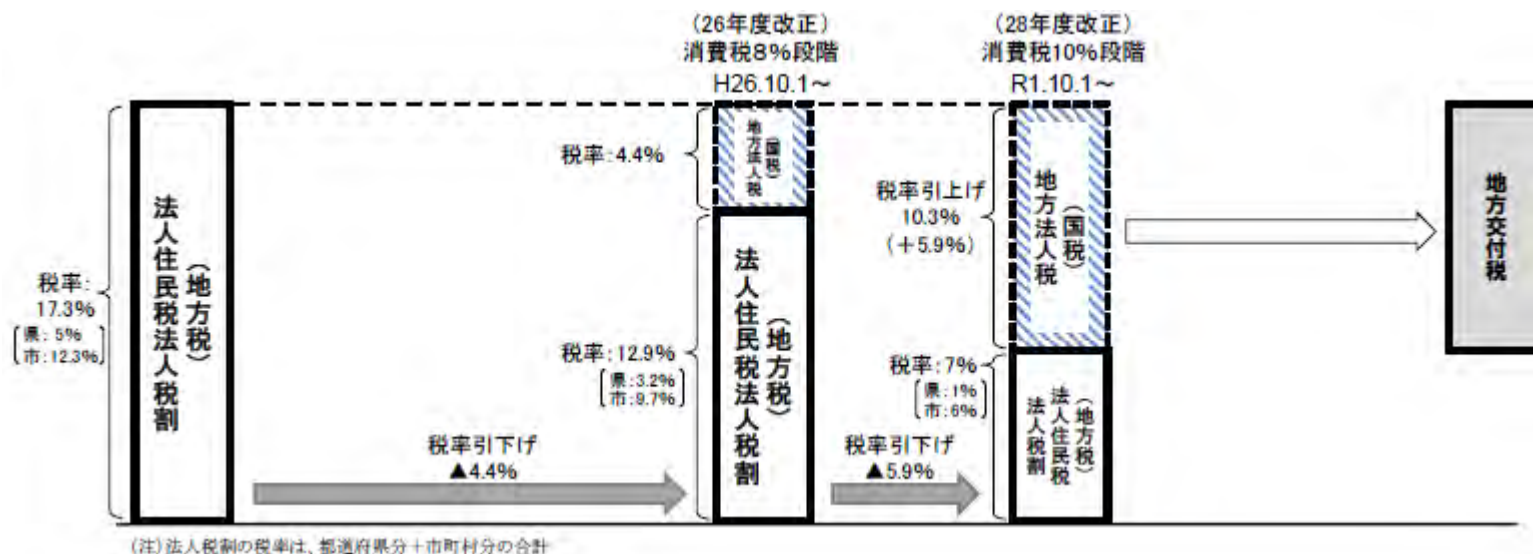 (26年度改正)
消費税8%段階
H26.10.1～
(28年度改正)
消費税10%段階
R1.10.1～
税率:
17.3%
県: 5%
市:12.3%
法人住民税法人税割
(地方税)
税率引下げ
▲4.4%
税率:4.4%
地方法人税
(国税)
税率:12.9%
県:3.2%
市:9.7%
法人住民税法人税割
(地方税)
税率引下げ
▲5.9%
税率引上げ
10.3%
(+5.9%)
地方法人税
(国税)
税率:7%
県:1%
市:6%
(地方税)
法人住民税
法人税割
地方交付税
(注)法人税割の税率は、都道府県分+市町村分の合計